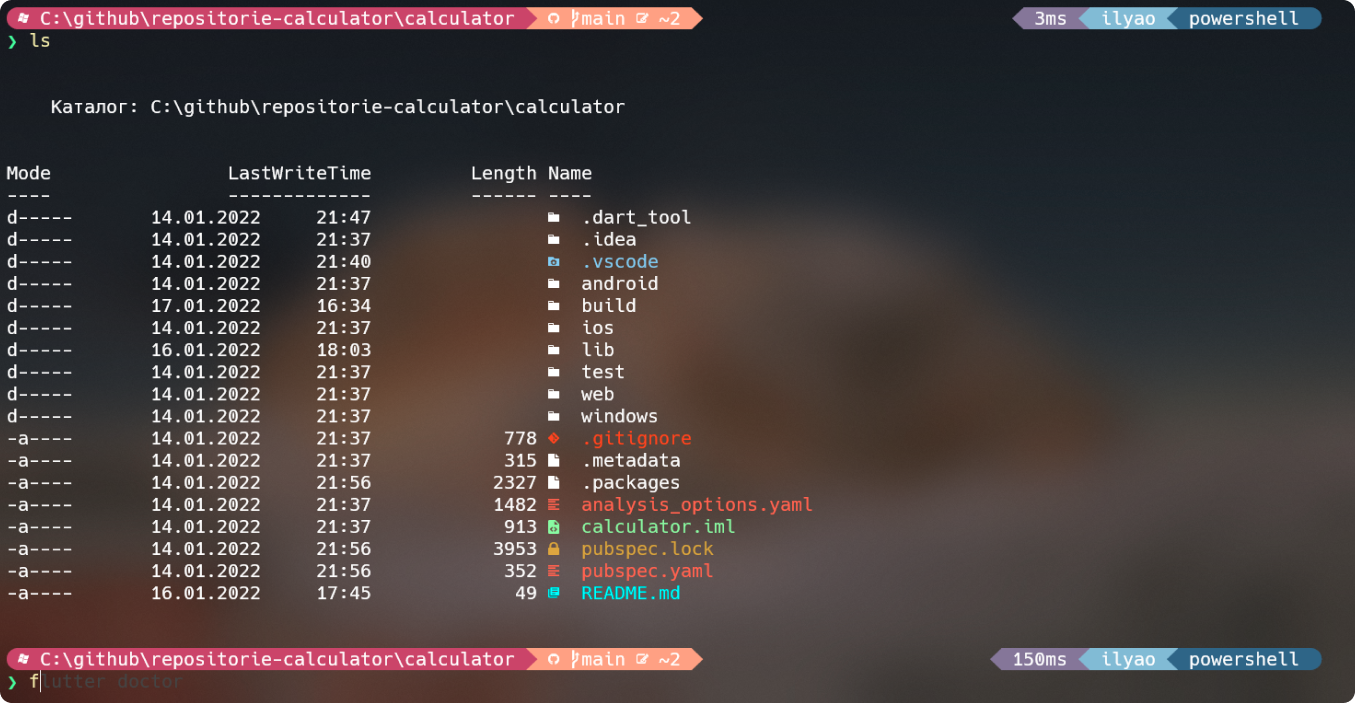 C:\github\repositorie-calculator\calculator main ~2 3ms ilyao powershell
❯ ls
Каталог: C:\github\repositorie-calculator\calculator
Mode LastWriteTime Length Name
---- ------------- ------ ----
d----- 14.01.2022 21:47 .dart_tool
d----- 14.01.2022 21:37 .idea
d----- 14.01.2022 21:40 .vscode
d----- 14.01.2022 21:37 android
d----- 17.01.2022 16:34 build
d----- 14.01.2022 21:37 ios
d----- 16.01.2022 18:03 lib
d----- 14.01.2022 21:37 test
d----- 14.01.2022 21:37 web
d----- 14.01.2022 21:37 windows
-a---- 14.01.2022 21:37 778 .gitignore
-a---- 14.01.2022 21:37 315 .metadata
-a---- 14.01.2022 21:56 2327 .packages
-a---- 14.01.2022 21:37 1482 analysis_options.yaml
-a---- 14.01.2022 21:37 913 calculator.iml
-a---- 14.01.2022 21:56 3953 pubspec.lock
-a---- 14.01.2022 21:56 352 pubspec.yaml
-a---- 16.01.2022 17:45 49 README.md
C:\github\repositorie-calculator\calculator main ~2 150ms ilyao powershell
❯ flutter doctor